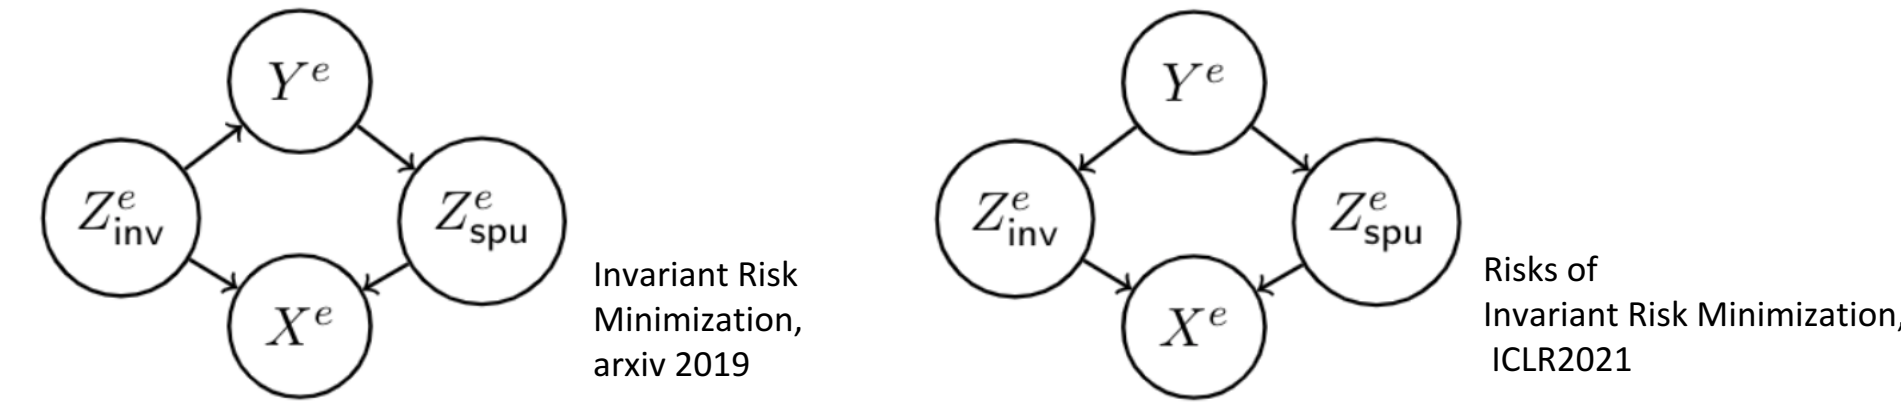 Y^e
Z^e_inv
Z^e_spu
X^e
Invariant Risk
Minimization,
arxiv 2019
Y^e
Z^e_inv
Z^e_spu
X^e
Risks of
Invariant Risk Minimization,
ICLR2021